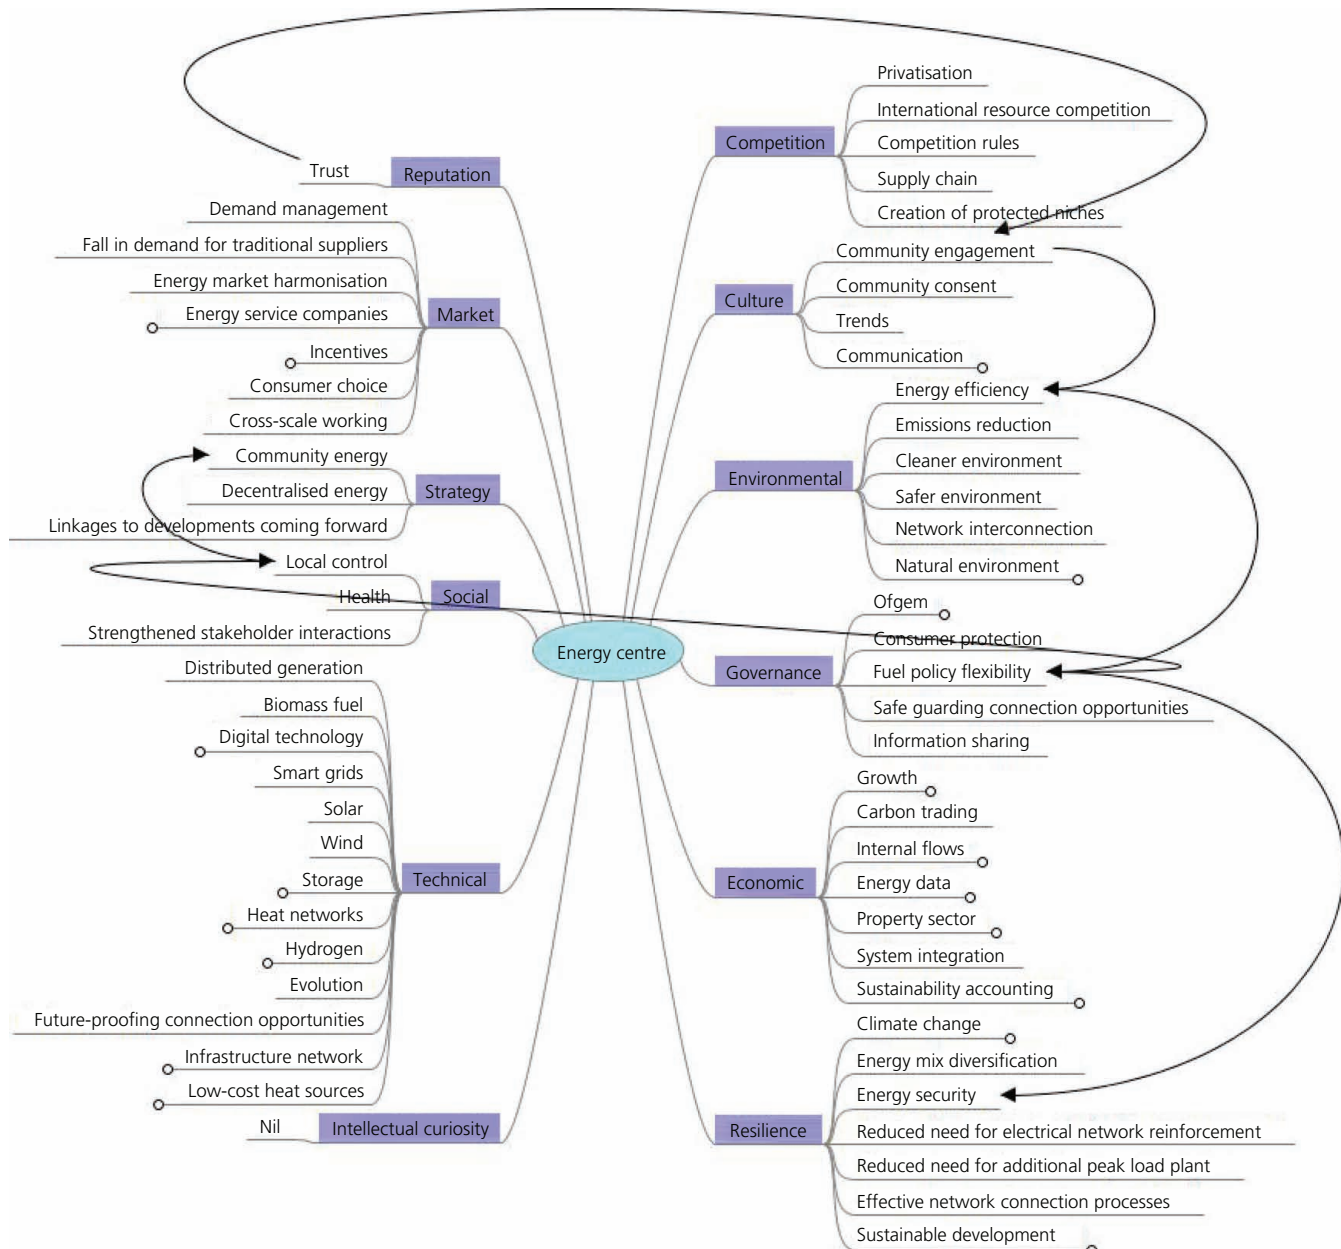 Trust
Reputation
Demand management
Fall in demand for traditional suppliers
Energy market harmonisation
Energy service companies
Incentives
Consumer choice
Cross-scale working
Market
Community energy
Decentralised energy
Linkages to developments coming forward
Strategy
Local control
Health
Strengthened stakeholder interactions
Social
Distributed generation
Biomass fuel
Digital technology
Smart grids
Solar
Wind
Storage
Heat networks
Hydrogen
Evolution
Future-proofing connection opportunities
Infrastructure network
Low-cost heat sources
Technical
Nil
Intellectual curiosity
Energy centre
Competition
Privatisation
International resource competition
Competition rules
Supply chain
Creation of protected niches
Culture
Community engagement
Community consent
Trends
Communication
Environmental
Energy efficiency
Emissions reduction
Cleaner environment
Safer environment
Network interconnection
Natural environment
Governance
Ofgem
Consumer protection
Fuel policy flexibility
Safe guarding connection opportunities
Information sharing
Economic
Growth
Carbon trading
Internal flows
Energy data
Property sector
System integration
Sustainability accounting
Resilience
Climate change
Energy mix diversification
Energy security
Reduced need for electrical network reinforcement
Reduced need for additional peak load plant
Effective network connection processes
Sustainable development